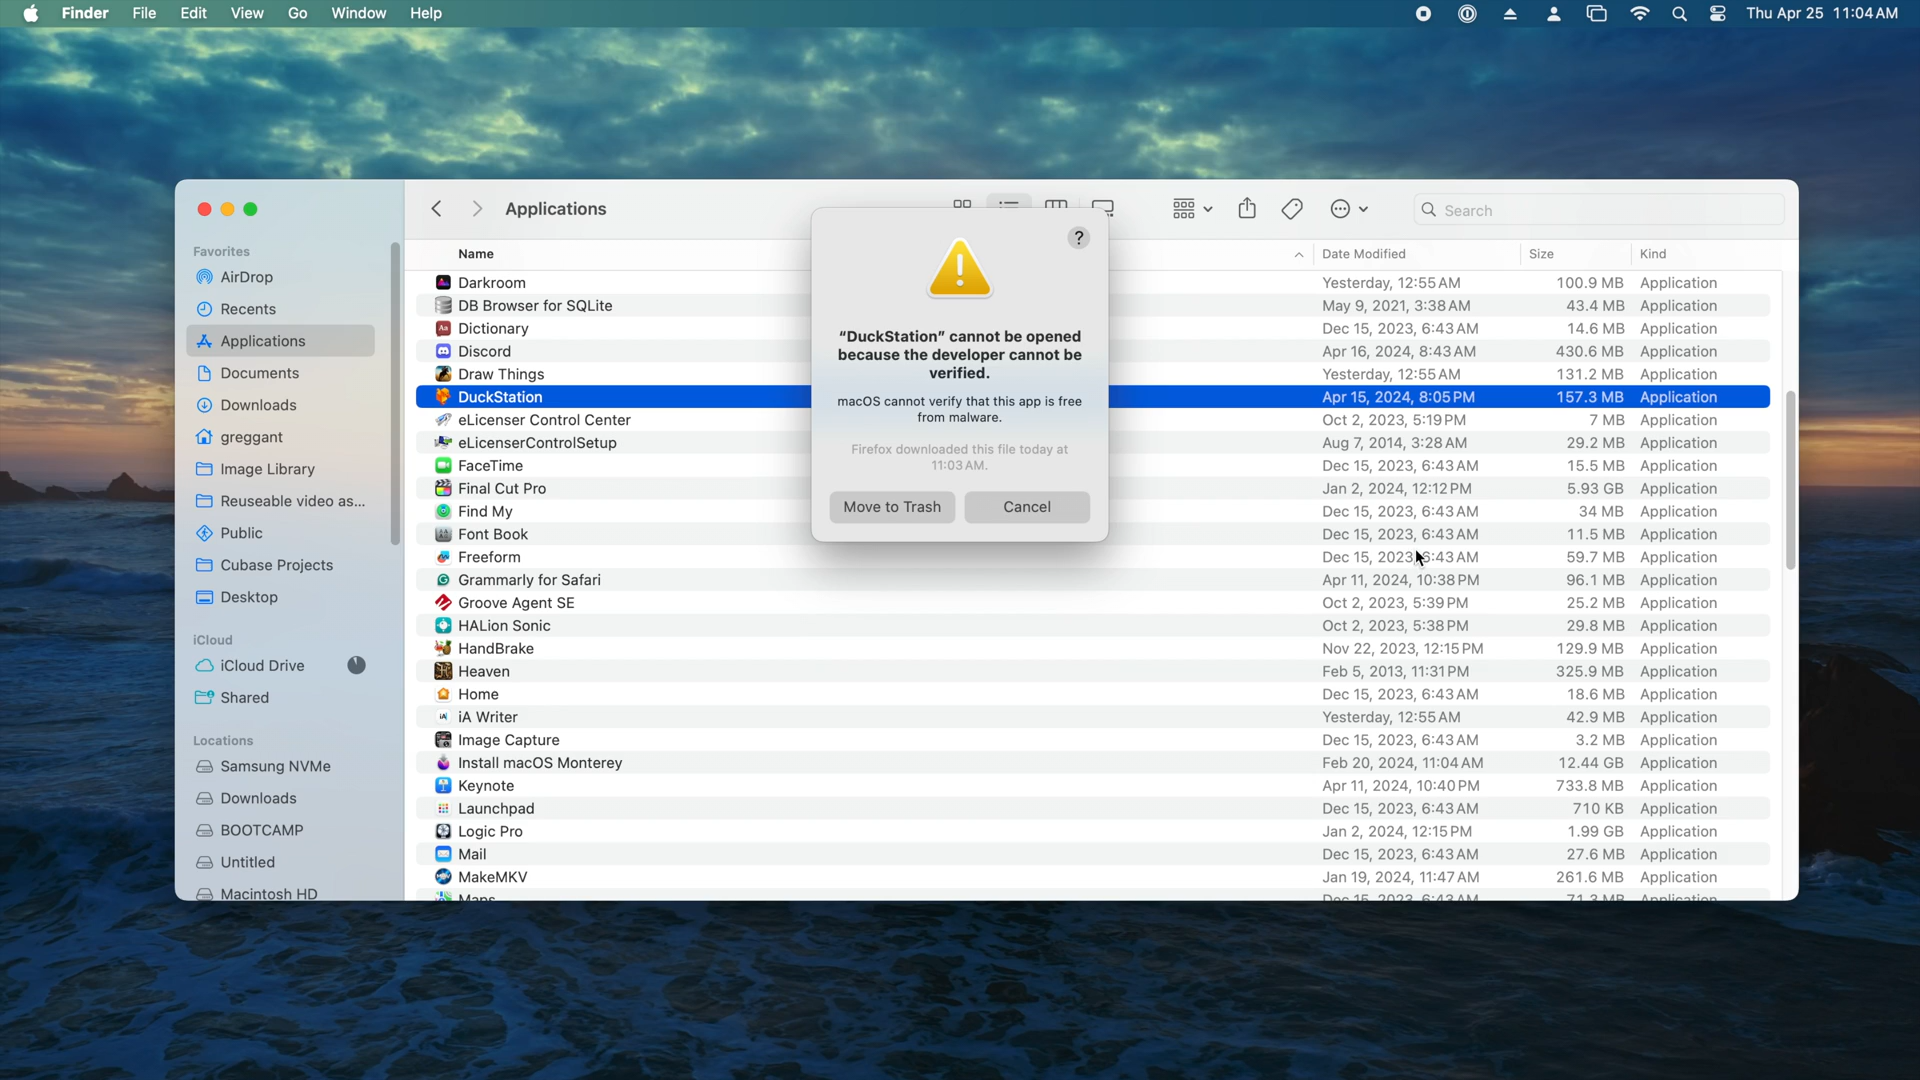 Finder File Edit View Go Window Help Thu Apr 25 11:04 AM
Applications
Search
Favorites
AirDrop
Recents
Applications
Documents
Downloads
greggant
Image Library
Reuseable video as...
Public
Cubase Projects
Desktop
iCloud
iCloud Drive
Shared
Locations
Samsung NVMe
Downloads
BOOTCAMP
Untitled
Macintosh HD
Name Date Modified Size Kind
Darkroom Yesterday, 12:55 AM 100.9 MB Application
DB Browser for SQLite May 9, 2021, 3:38 AM 43.4 MB Application
Aa Dictionary Dec 15, 2023, 6:43 AM 14.6 MB Application
Discord Apr 16, 2024, 8:43 AM 430.6 MB Application
Draw Things Yesterday, 12:55 AM 131.2 MB Application
DuckStation Apr 15, 2024, 8:05 PM 157.3 MB Application
eLicenser Control Center Oct 2, 2023, 5:19 PM 7 MB Application
eLicenserControlSetup Aug 7, 2014, 3:28 AM 29.2 MB Application
FaceTime Dec 15, 2023, 6:43 AM 15.5 MB Application
Final Cut Pro Jan 2, 2024, 12:12 PM 5.93 GB Application
Find My Dec 15, 2023, 6:43 AM 34 MB Application
Font Book Dec 15, 2023, 6:43 AM 11.5 MB Application
Freeform Dec 15, 2023, 6:43 AM 59.7 MB Application
Grammarly for Safari Apr 11, 2024, 10:38 PM 96.1 MB Application
Groove Agent SE Oct 2, 2023, 5:39 PM 25.2 MB Application
HALion Sonic Oct 2, 2023, 5:38 PM 29.8 MB Application
HandBrake Nov 22, 2023, 12:15 PM 129.9 MB Application
Heaven Feb 5, 2013, 11:31 PM 325.9 MB Application
Home Dec 15, 2023, 6:43 AM 18.6 MB Application
iA iA Writer Yesterday, 12:55 AM 42.9 MB Application
Image Capture Dec 15, 2023, 6:43 AM 3.2 MB Application
Install macOS Monterey Feb 20, 2024, 11:04 AM 12.44 GB Application
Keynote Apr 11, 2024, 10:40 PM 733.8 MB Application
Launchpad Dec 15, 2023, 6:43 AM 710 KB Application
Logic Pro Jan 2, 2024, 12:15 PM 1.99 GB Application
Mail Dec 15, 2023, 6:43 AM 27.6 MB Application
MakeMKV Jan 19, 2024, 11:47 AM 261.6 MB Application
Maps Dec 15, 2023, 6:43 AM 71.3 MB Application
?
!
“DuckStation” cannot be opened
because the developer cannot be
verified.
macOS cannot verify that this app is free
from malware.
Firefox downloaded this file today at
11:03 AM.
Move to Trash Cancel